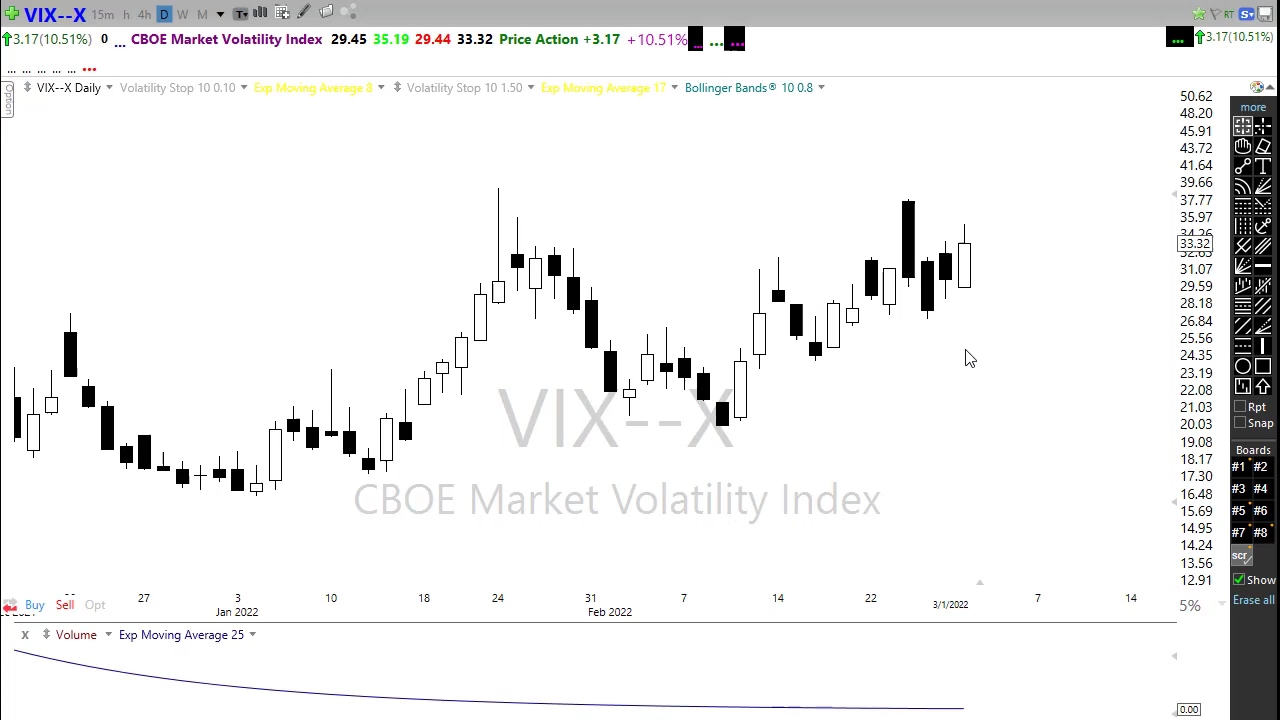 VIX--X 15m h 4h D W M T RT S
3.17(10.51%) 0 ... CBOE Market Volatility Index 29.45 35.19 29.44 33.32 Price Action +3.17 +10.51% ... ... ... ... 3.17(10.51%)
... ... ... ... ... ...
Option
VIX--X Daily Volatility Stop 10 0.10 Exp Moving Average 8 Volatility Stop 10 1.50 Exp Moving Average 17 Bollinger Bands® 10 0.8
50.62
48.20
45.91
43.72
41.64
39.66
37.77
35.97
34.26
33.32
32.63
31.07
29.59
28.18
26.84
25.56
24.35
23.19
22.08
21.03
20.03
19.08
18.17
17.30
16.48
15.69
14.95
14.24
13.56
12.91
5%
VIX--X
CBOE Market Volatility Index
27 3 10 18 24 31 7 14 22 3/1/2022 7 14
Jan 2022 Feb 2022
Buy Sell Opt
X Volume Exp Moving Average 25
0.00
more
T
Rpt
Snap
Boards
#1 #2
#3 #4
#5 #6
#7 #8
scr
Show
Erase all